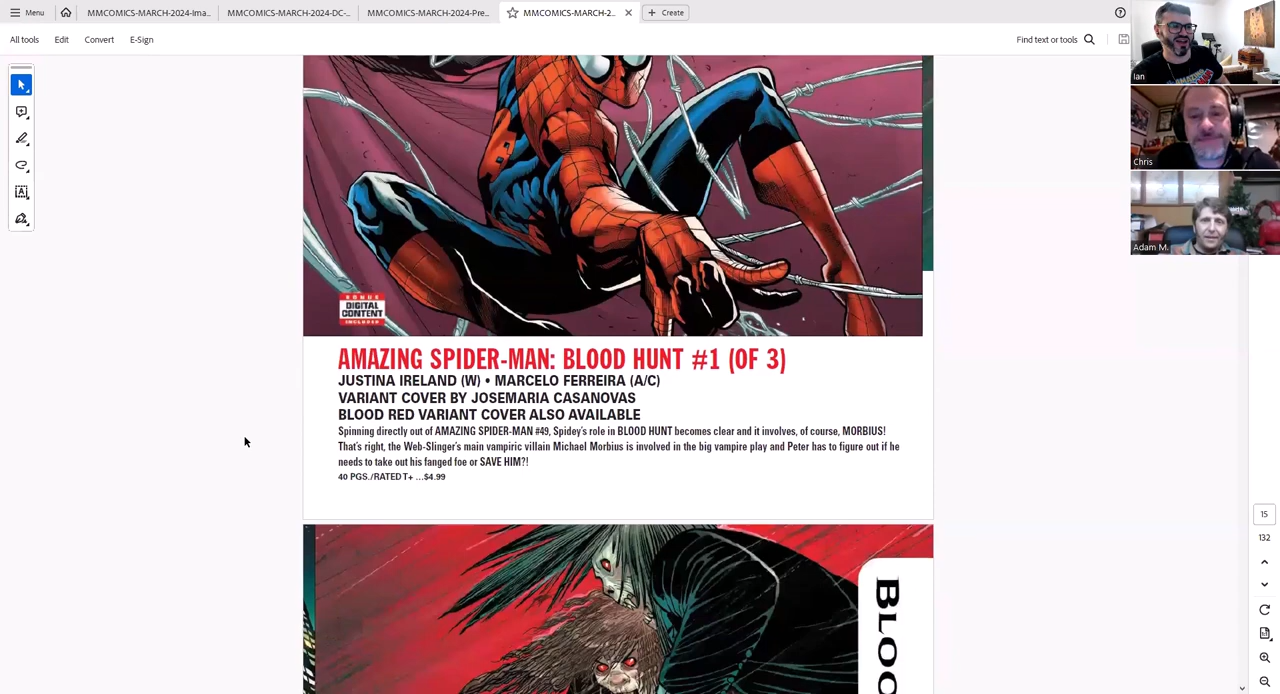 Menu
MMCOMICS-MARCH-2024-Ima...
MMCOMICS-MARCH-2024-DC-...
MMCOMICS-MARCH-2024-Pre...
MMCOMICS-MARCH-2...
Create
All tools
Edit
Convert
E-Sign
Find text or tools
Ian
Chris
Adam M.
BONUS
DIGITAL
CONTENT
INCLUDED
AMAZING SPIDER-MAN: BLOOD HUNT #1 (OF 3)
JUSTINA IRELAND (W) • MARCELO FERREIRA (A/C)
VARIANT COVER BY JOSEMARIA CASANOVAS
BLOOD RED VARIANT COVER ALSO AVAILABLE
Spinning directly out of AMAZING SPIDER-MAN #49, Spidey's role in BLOOD HUNT becomes clear and it involves, of course, MORBIUS!
That's right, the Web-Slinger's main vampiric villain Michael Morbius is involved in the big vampire play and Peter has to figure out if he
needs to take out his fanged foe or SAVE HIM?!
40 PGS./RATED T+ ...$4.99
BLOO
15
132